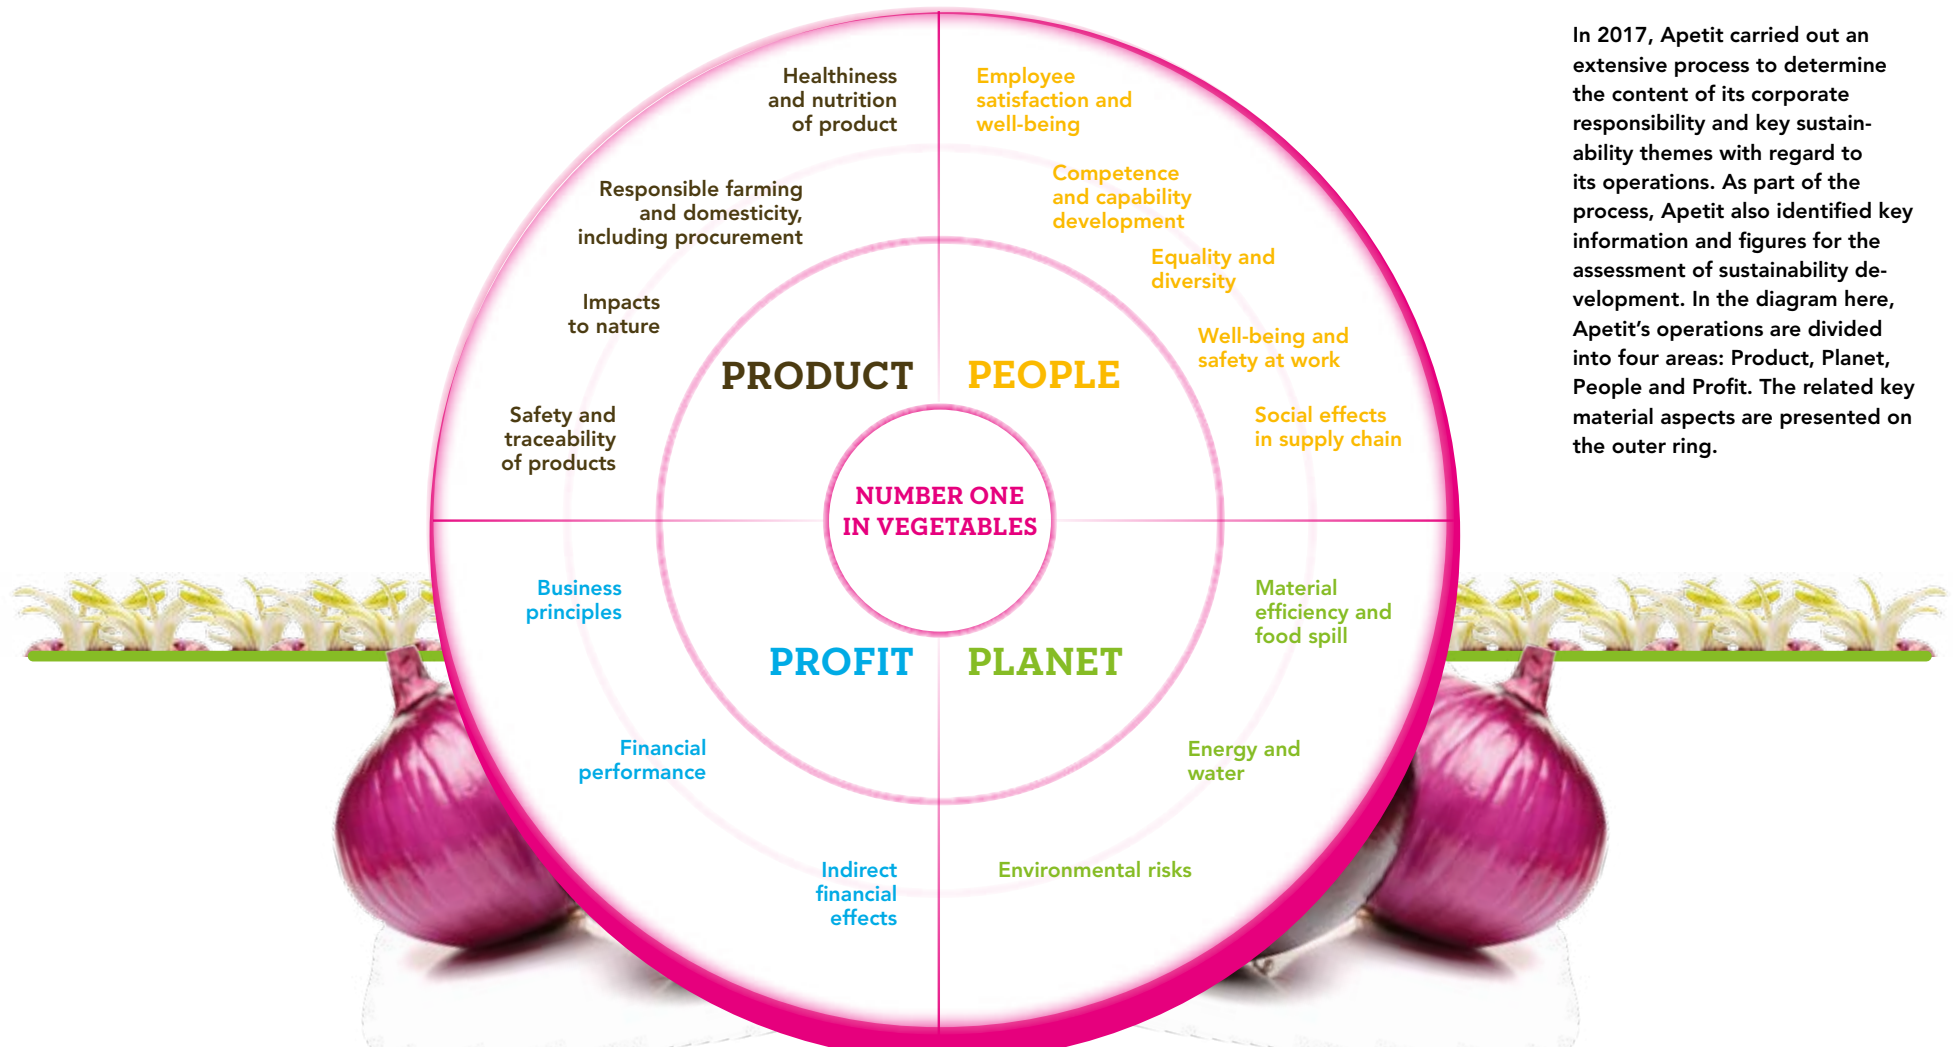 Healthiness
and nutrition
of product
Responsible farming
and domesticity,
including procurement
Impacts
to nature
Safety and
traceability
of products
PRODUCT
Employee
satisfaction and
well-being
Competence
and capability
development
Equality and
diversity
Well-being and
safety at work
Social effects
in supply chain
PEOPLE
NUMBER ONE
IN VEGETABLES
Business
principles
Financial
performance
Indirect
financial
effects
PROFIT
PLANET
Material
efficiency and
food spill
Energy and
water
Environmental risks
In 2017, Apetit carried out an
extensive process to determine
the content of its corporate
responsibility and key sustain-
ability themes with regard to
its operations. As part of the
process, Apetit also identified key
information and figures for the
assessment of sustainability de-
velopment. In the diagram here,
Apetit’s operations are divided
into four areas: Product, Planet,
People and Profit. The related key
material aspects are presented on
the outer ring.